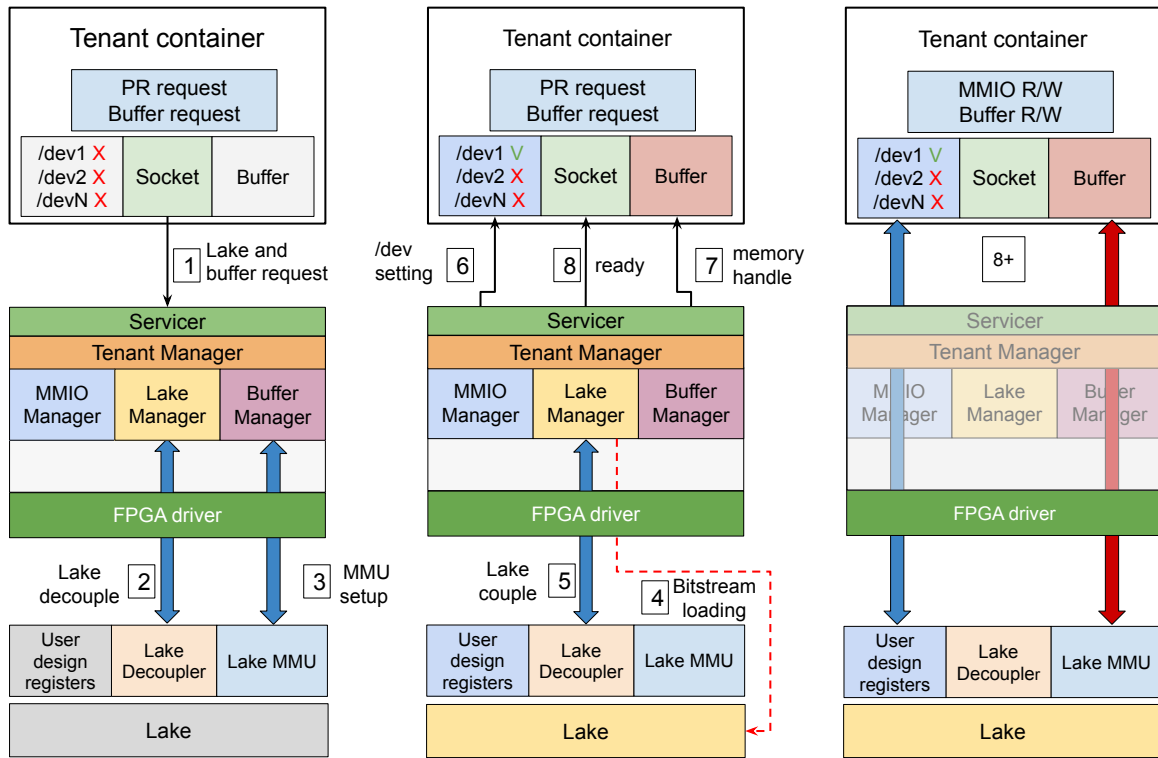 Tenant container
PR request
Buffer request
/dev1 X
/dev2 X
/devN X
Socket
Buffer
1
Lake and
buffer request
Servicer
Tenant Manager
MMIO
Manager
Lake
Manager
Buffer
Manager
FPGA driver
Lake
decouple
2
3
MMU
setup
User
design
registers
Lake
Decoupler
Lake MMU
Lake
Tenant container
PR request
Buffer request
/dev1 V
/dev2 X
/devN X
Socket
Buffer
/dev
setting
6
8
ready
7
memory
handle
Servicer
Tenant Manager
MMIO
Manager
Lake
Manager
Buffer
Manager
FPGA driver
Lake
couple
5
4
Bitstream
loading
User
design
registers
Lake
Decoupler
Lake MMU
Lake
Tenant container
MMIO R/W
Buffer R/W
/dev1 V
/dev2 X
/devN X
Socket
Buffer
8+
Servicer
Tenant Manager
MMIO
Manager
Lake
Manager
Buffer
Manager
FPGA driver
User
design
registers
Lake
Decoupler
Lake MMU
Lake